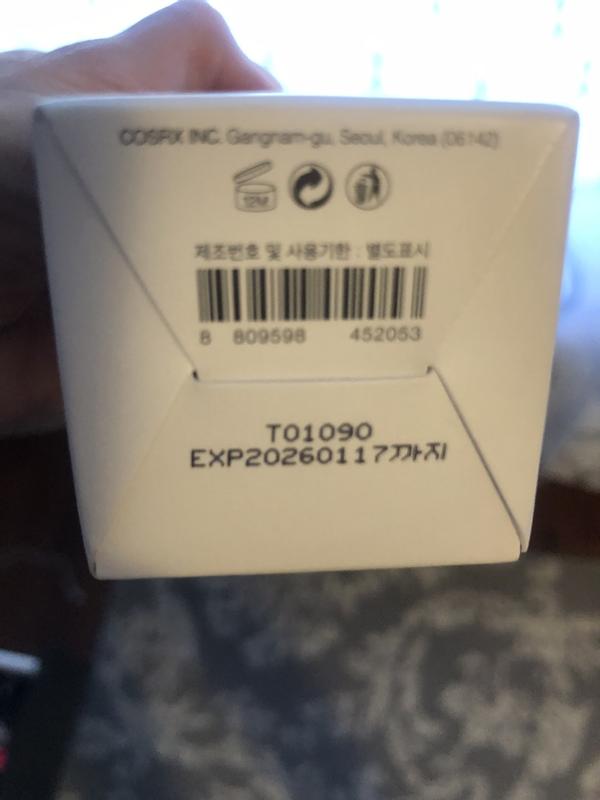 COSRX INC. Gangnam-gu, Seoul, Korea (06142)
12M
제조번호 및 사용기한 : 별도표시
8 809598 452053
T01090
EXP20260117까지